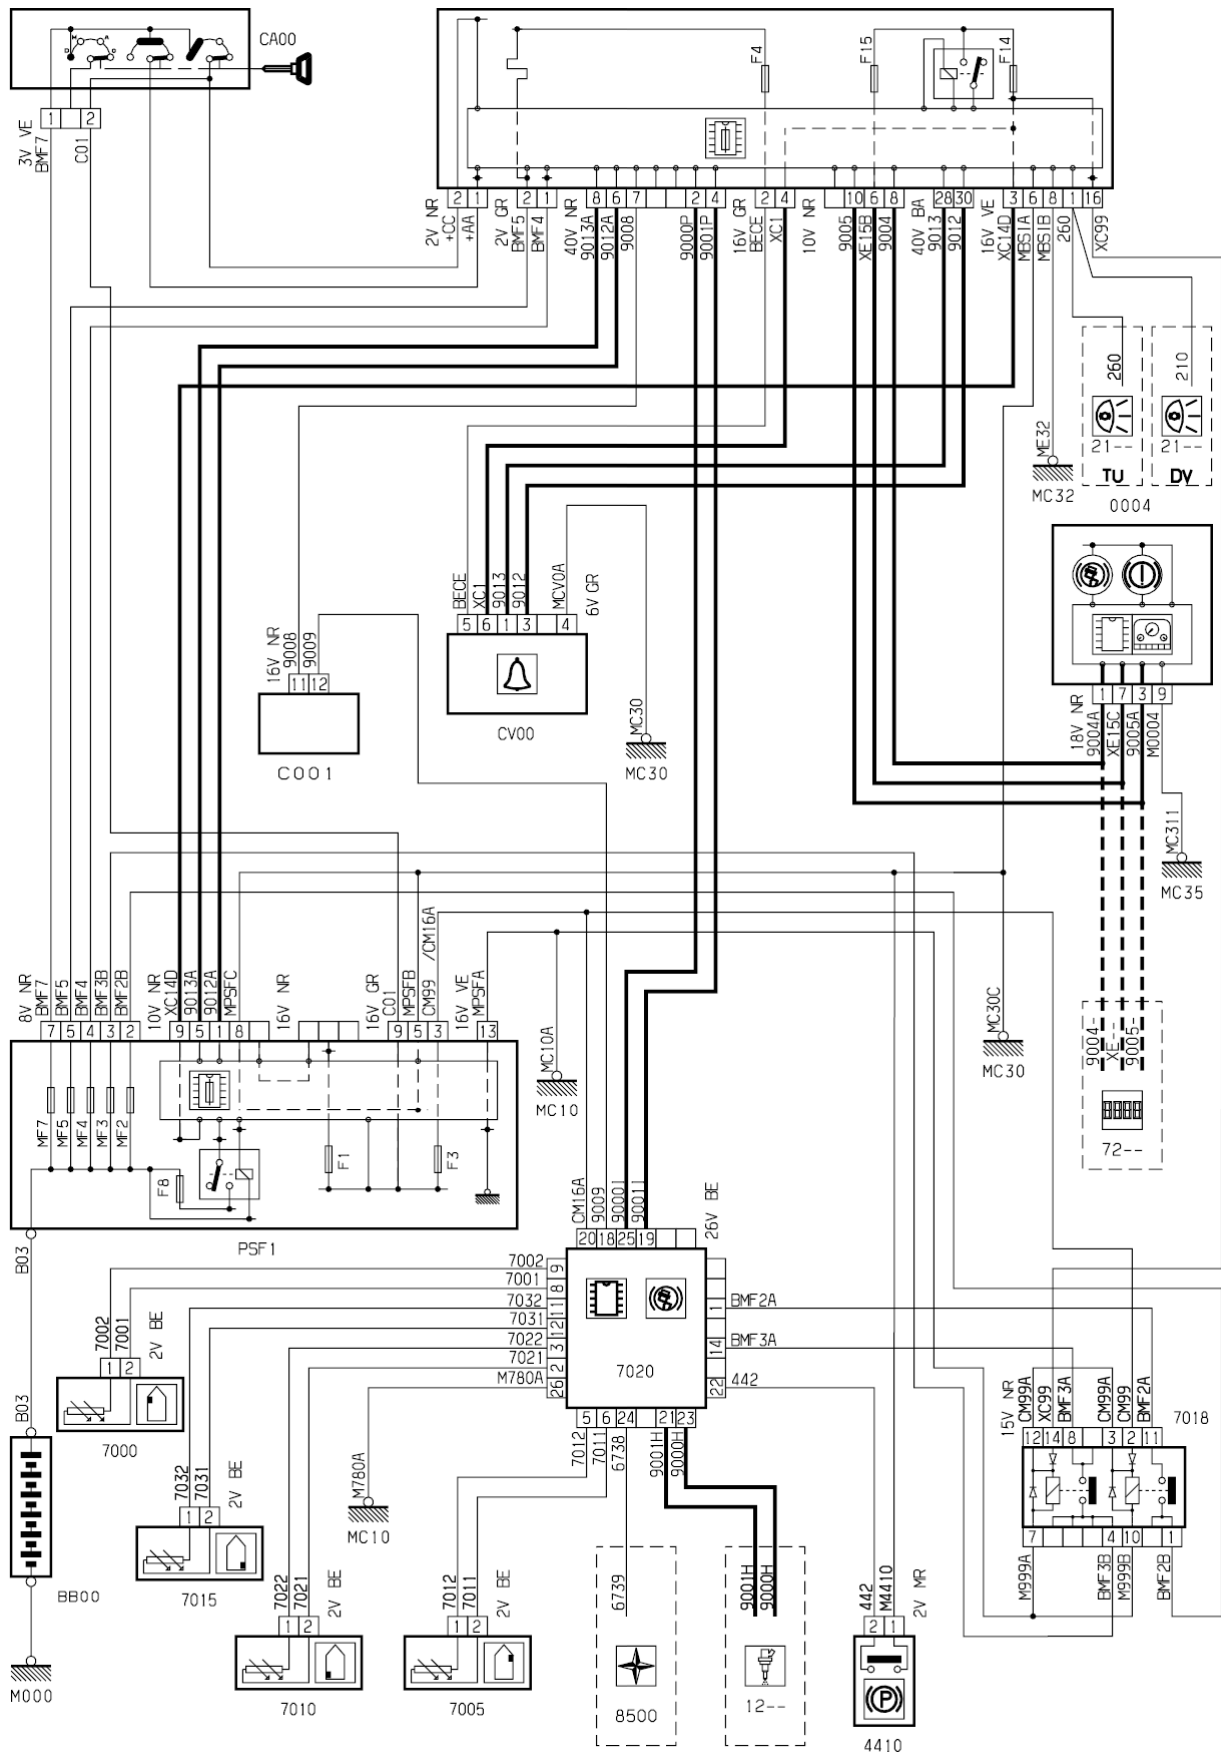 CA00
M A
D C
F4
F15
F14
1 2
3V VE
BMF7
C01
2 1
2 1
8 6 7 2 4
2 4
10 6 8
28 30
3 6 8 1 16
2V NR
+CC
+AA
2V GR
BMF5
BMF4
40V NR
9013A
9012A
9008
9000P
9001P
16V GR
BECE
XC1
10V NR
9005
XE15B
9004
40V BA
9013
9012
16V VE
XC14D
MBS1A
MBS1B
260
XC99
260
210
21--
21--
TU
DV
0004
ME32
MC32
BECE
XC1
9013
9012
MCV0A
6V GR
5 6 1 3 4
CV00
MC30
MC30
16V NR
9008
9009
11 12
C001
1 7 3 9
18V NR
9004A
XE15C
9005A
M0004
MC311
MC35
8V NR
BMF7
BMF5
BMF4
BMF3B
BMF2B
10V NR
XC14D
9013A
9012A
MPSFC
16V NR
16V GR
C01
MPSFB
CM99 /CM16A
16V VE
MPSFA
7 5 4 3 2
9 5 1 8
9 5 3
13
MC10A
MC10
MC30C
MC30
9004-
XE--
9005-
72--
MF7
MF5
MF4
MF3
MF2
F8
F1
F3
PSF1
B03
B03
BB00
M000
CM16A
9009
9000I
9001I
26V BE
20 18 25 19
7002
7001
7032
7031
7022
7021
M780A
9 8 11 12 3 2 26
7020
1
14
22
BMF2A
BMF3A
442
5 6 24 21 23
7012
7011
6738
9001H
9000H
7002
7001
2V BE
1 2
7000
7032
7031
2V BE
1 2
7015
7022
7021
2V BE
1 2
7010
7012
7011
2V BE
1 2
7005
M780A
MC10
6739
8500
9001H
9000H
12--
442
M4410
2V MR
2 1
P
4410
15V NR
CM99A
XC99
BMF3A
CM99A
CM99
BMF2A
7018
12 14 8 3 2 11
7 4 10 1
M999A
BMF3B
M999B
BMF2B